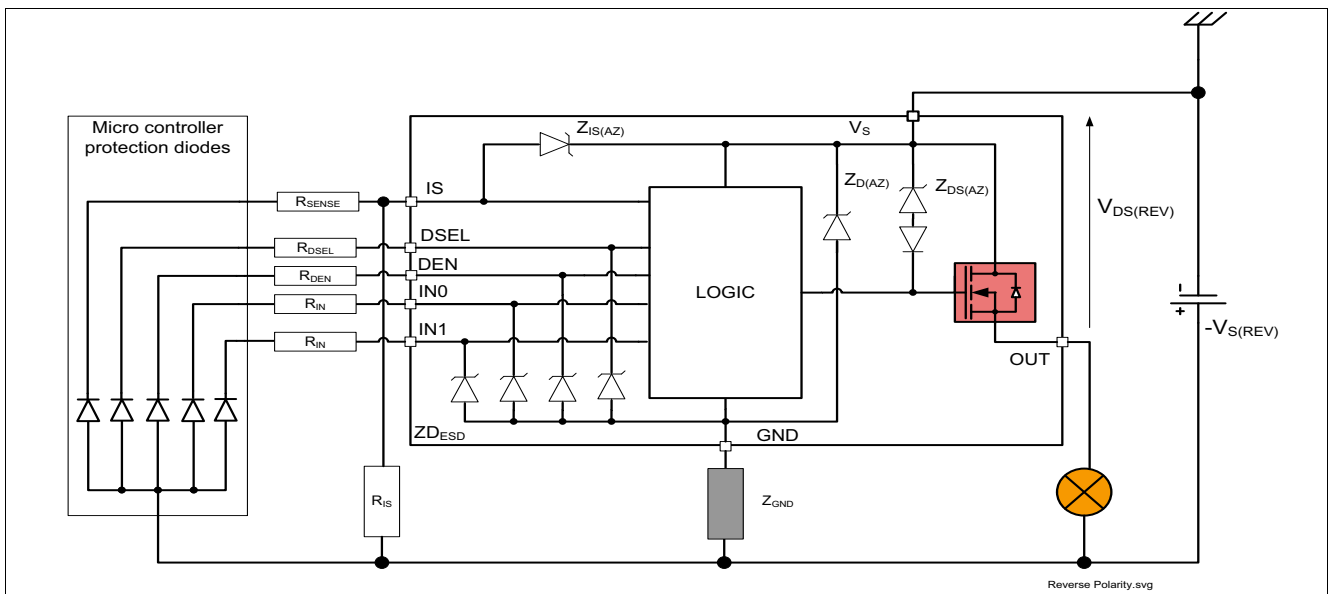 Micro controller
protection diodes
Z_IS(AZ)
V_S
IS
R_SENSE
Z_D(AZ)
Z_DS(AZ)
V_DS(REV)
DSEL
R_DSEL
DEN
R_DEN
IN0
R_IN
LOGIC
IN1
R_IN
-
+
-V_S(REV)
OUT
ZD_ESD
GND
R_IS
Z_GND
Reverse Polarity.svg